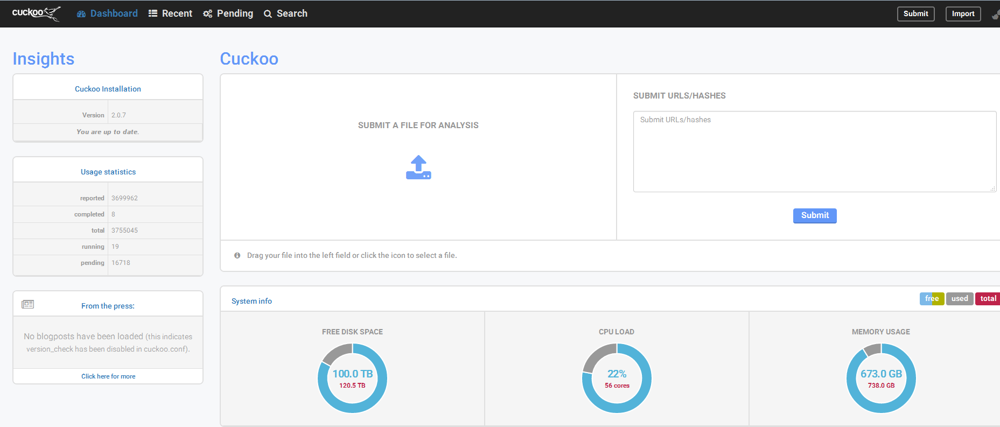 cuckoo Dashboard Recent Pending Search Submit Import
Insights
Cuckoo Installation
Version 2.0.7
You are up to date.
Usage statistics
reported 3699962
completed 8
total 3755045
running 19
pending 16718
From the press:
No blogposts have been loaded (this indicates
version_check has been disabled in cuckoo.conf).
Click here for more
Cuckoo
SUBMIT A FILE FOR ANALYSIS
SUBMIT URLS/HASHES
Submit URLs/hashes
Submit
Drag your file into the left field or click the icon to select a file.
System info
free used total
FREE DISK SPACE
100.0 TB
120.5 TB
CPU LOAD
22%
56 cores
MEMORY USAGE
673.0 GB
738.0 GB